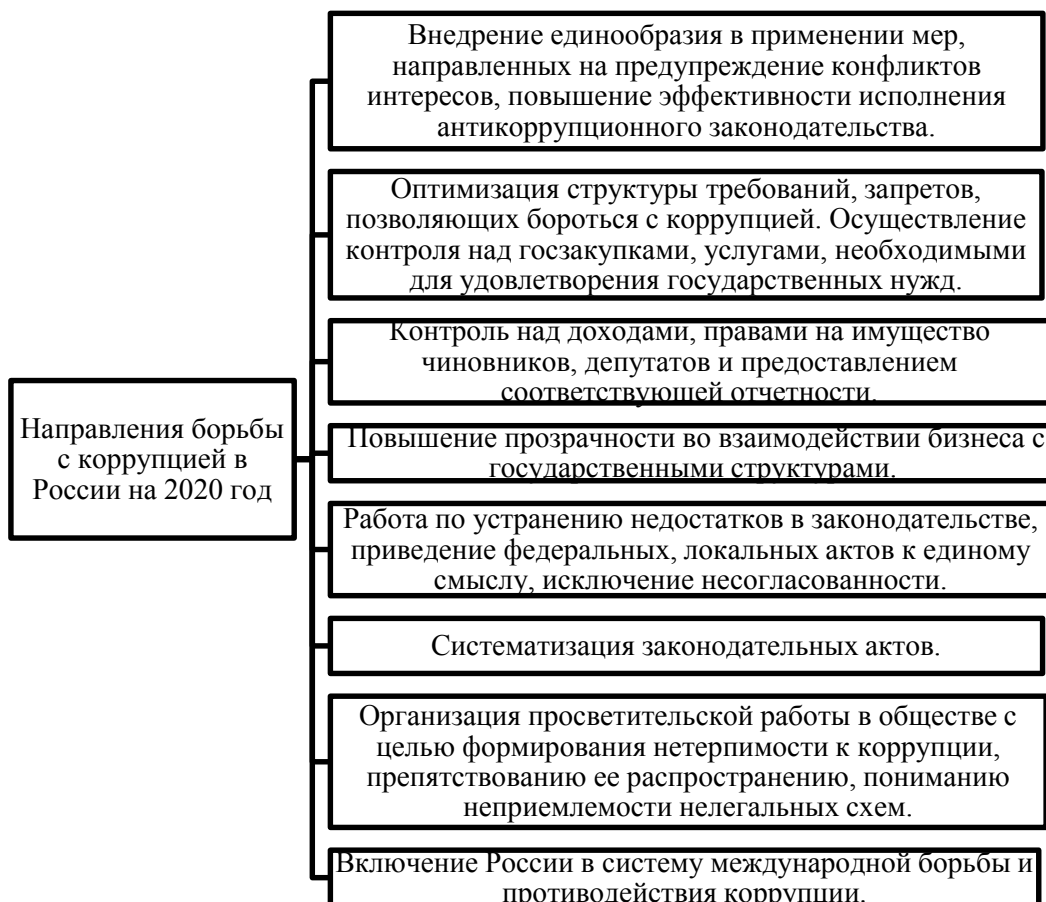 Внедрение единообразия в применении мер,
направленных на предупреждение конфликтов
интересов, повышение эффективности исполнения
антикоррупционного законодательства.
Оптимизация структуры требований, запретов,
позволяющих бороться с коррупцией. Осуществление
контроля над госзакупками, услугами, необходимыми
для удовлетворения государственных нужд.
Контроль над доходами, правами на имущество
чиновников, депутатов и предоставлением
соответствующей отчетности.
Направления борьбы
с коррупцией в
России на 2020 год
Повышение прозрачности во взаимодействии бизнеса с
государственными структурами.
Работа по устранению недостатков в законодательстве,
приведение федеральных, локальных актов к единому
смыслу, исключение несогласованности.
Систематизация законодательных актов.
Организация просветительской работы в обществе с
целью формирования нетерпимости к коррупции,
препятствованию ее распространению, пониманию
неприемлемости нелегальных схем.
Включение России в систему международной борьбы и
противодействия коррупции.